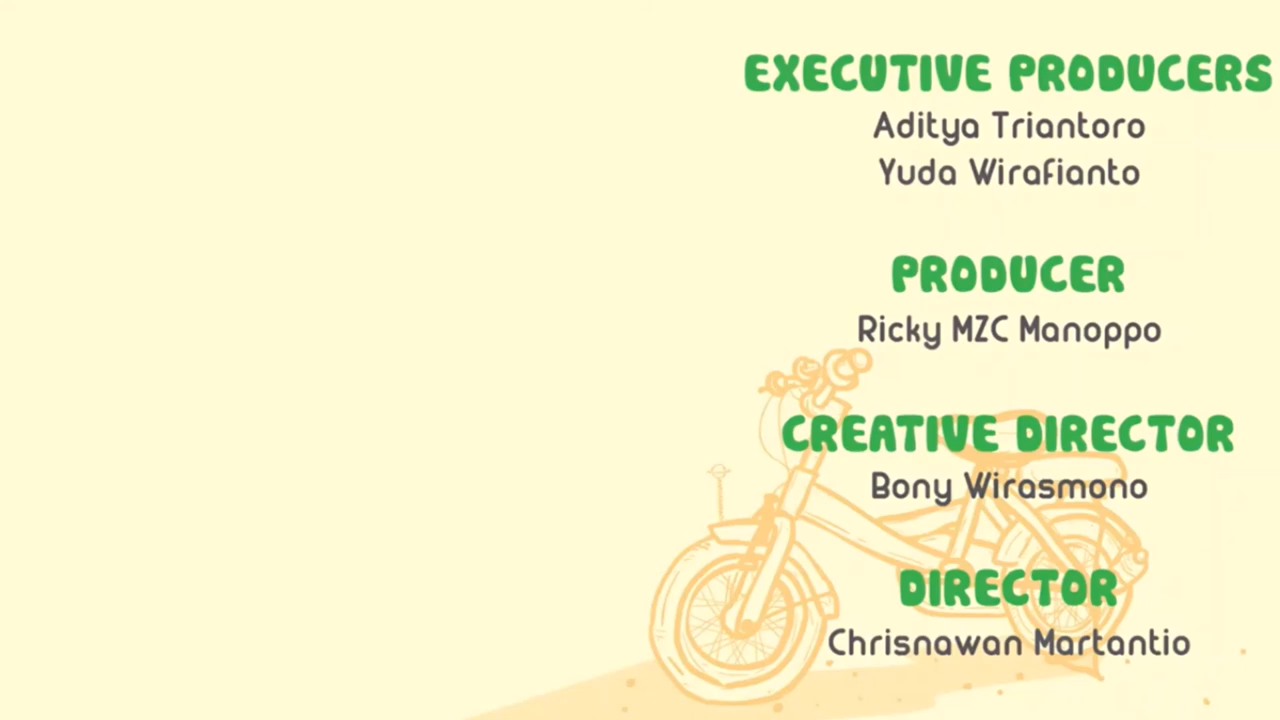 EXECUTIVE PRODUCERS
Aditya Triantoro
Yuda Wirafianto
PRODUCER
Ricky MZC Manoppo
CREATIVE DIRECTOR
Bony Wirasmono
DIRECTOR
Chrisnawan Martantio